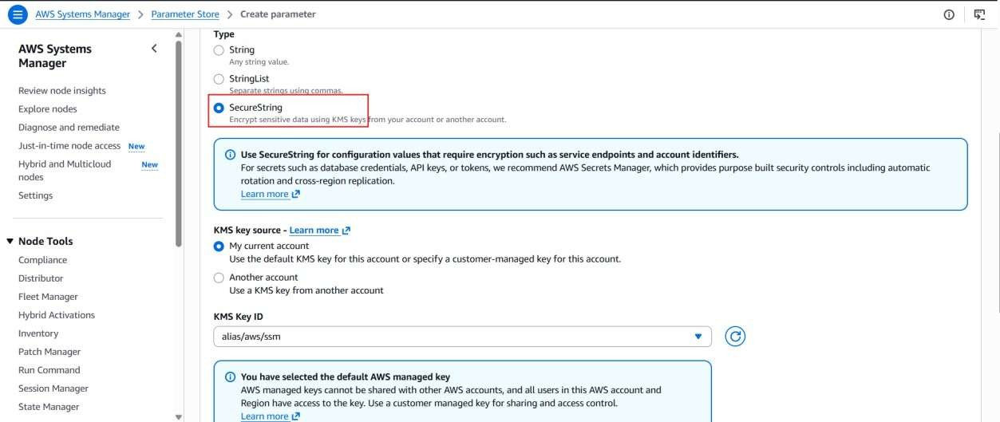 AWS Systems Manager > Parameter Store > Create parameter
AWS Systems
Manager
Review node insights
Explore nodes
Diagnose and remediate
Just-in-time node access New
Hybrid and Multicloud New
nodes
Settings
Node Tools
Compliance
Distributor
Fleet Manager
Hybrid Activations
Inventory
Patch Manager
Run Command
Session Manager
State Manager
Type
String
Any string value.
StringList
Separate strings using commas.
SecureString
Encrypt sensitive data using KMS keys from your account or another account.
Use SecureString for configuration values that require encryption such as service endpoints and account identifiers.
For secrets such as database credentials, API keys, or tokens, we recommend AWS Secrets Manager, which provides purpose built security controls including automatic
rotation and cross-region replication.
Learn more
KMS key source - Learn more
My current account
Use the default KMS key for this account or specify a customer-managed key for this account.
Another account
Use a KMS key from another account
KMS Key ID
alias/aws/ssm
You have selected the default AWS managed key
AWS managed keys cannot be shared with other AWS accounts, and all users in this AWS account and
Region have access to the key. Use a customer managed key for sharing and access control.
Learn more